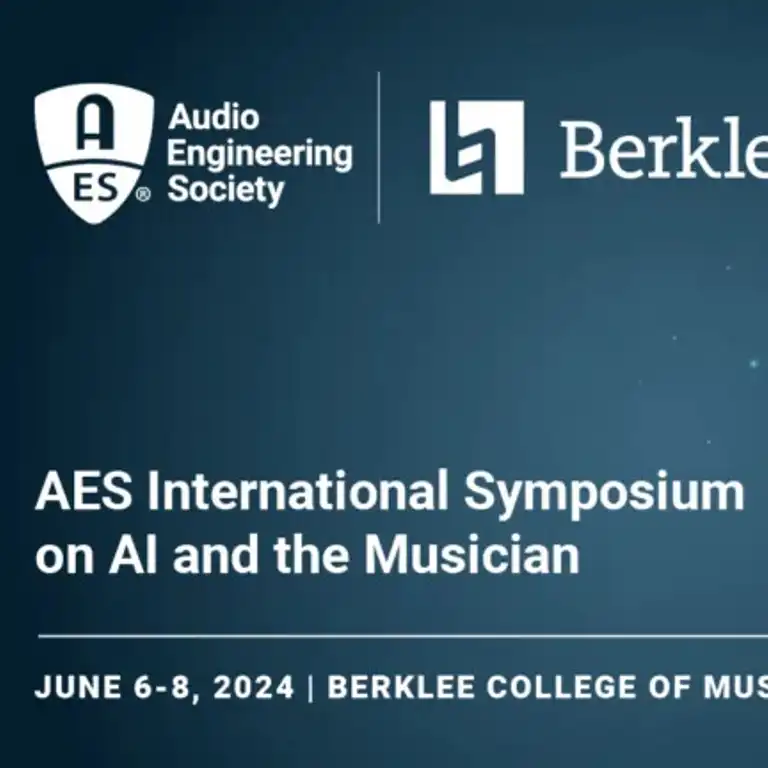 A
ES®
Audio
Engineering
Society
Berklee
AES International Symposium
on AI and the Musician
JUNE 6-8, 2024 | BERKLEE COLLEGE OF MUS